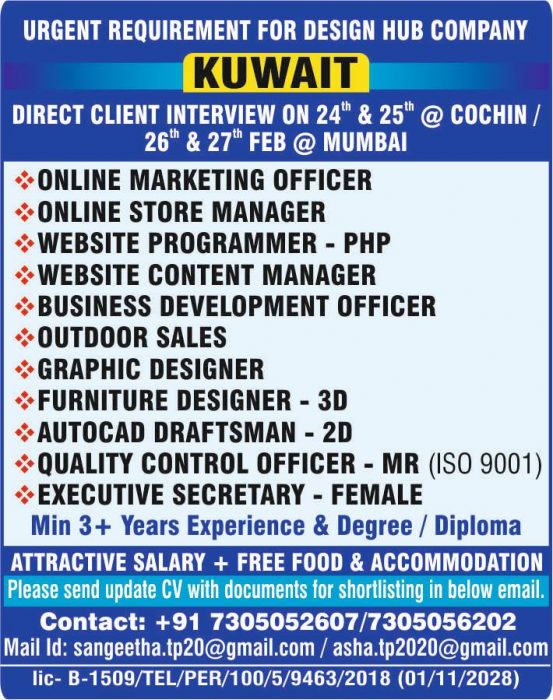 URGENT REQUIREMENT FOR DESIGN HUB COMPANY
KUWAIT
DIRECT CLIENT INTERVIEW ON 24th & 25th @ COCHIN /
26th & 27th FEB @ MUMBAI
❖ONLINE MARKETING OFFICER
❖ONLINE STORE MANAGER
❖WEBSITE PROGRAMMER - PHP
❖WEBSITE CONTENT MANAGER
❖BUSINESS DEVELOPMENT OFFICER
❖OUTDOOR SALES
❖GRAPHIC DESIGNER
❖FURNITURE DESIGNER - 3D
❖AUTOCAD DRAFTSMAN - 2D
❖QUALITY CONTROL OFFICER - MR (ISO 9001)
❖EXECUTIVE SECRETARY - FEMALE
Min 3+ Years Experience & Degree / Diploma
ATTRACTIVE SALARY + FREE FOOD & ACCOMMODATION
Please send update CV with documents for shortlisting in below email.
Contact: +91 7305052607/7305056202
Mail Id: sangeetha.tp20@gmail.com / asha.tp2020@gmail.com
lic- B-1509/TEL/PER/100/5/9463/2018 (01/11/2028)